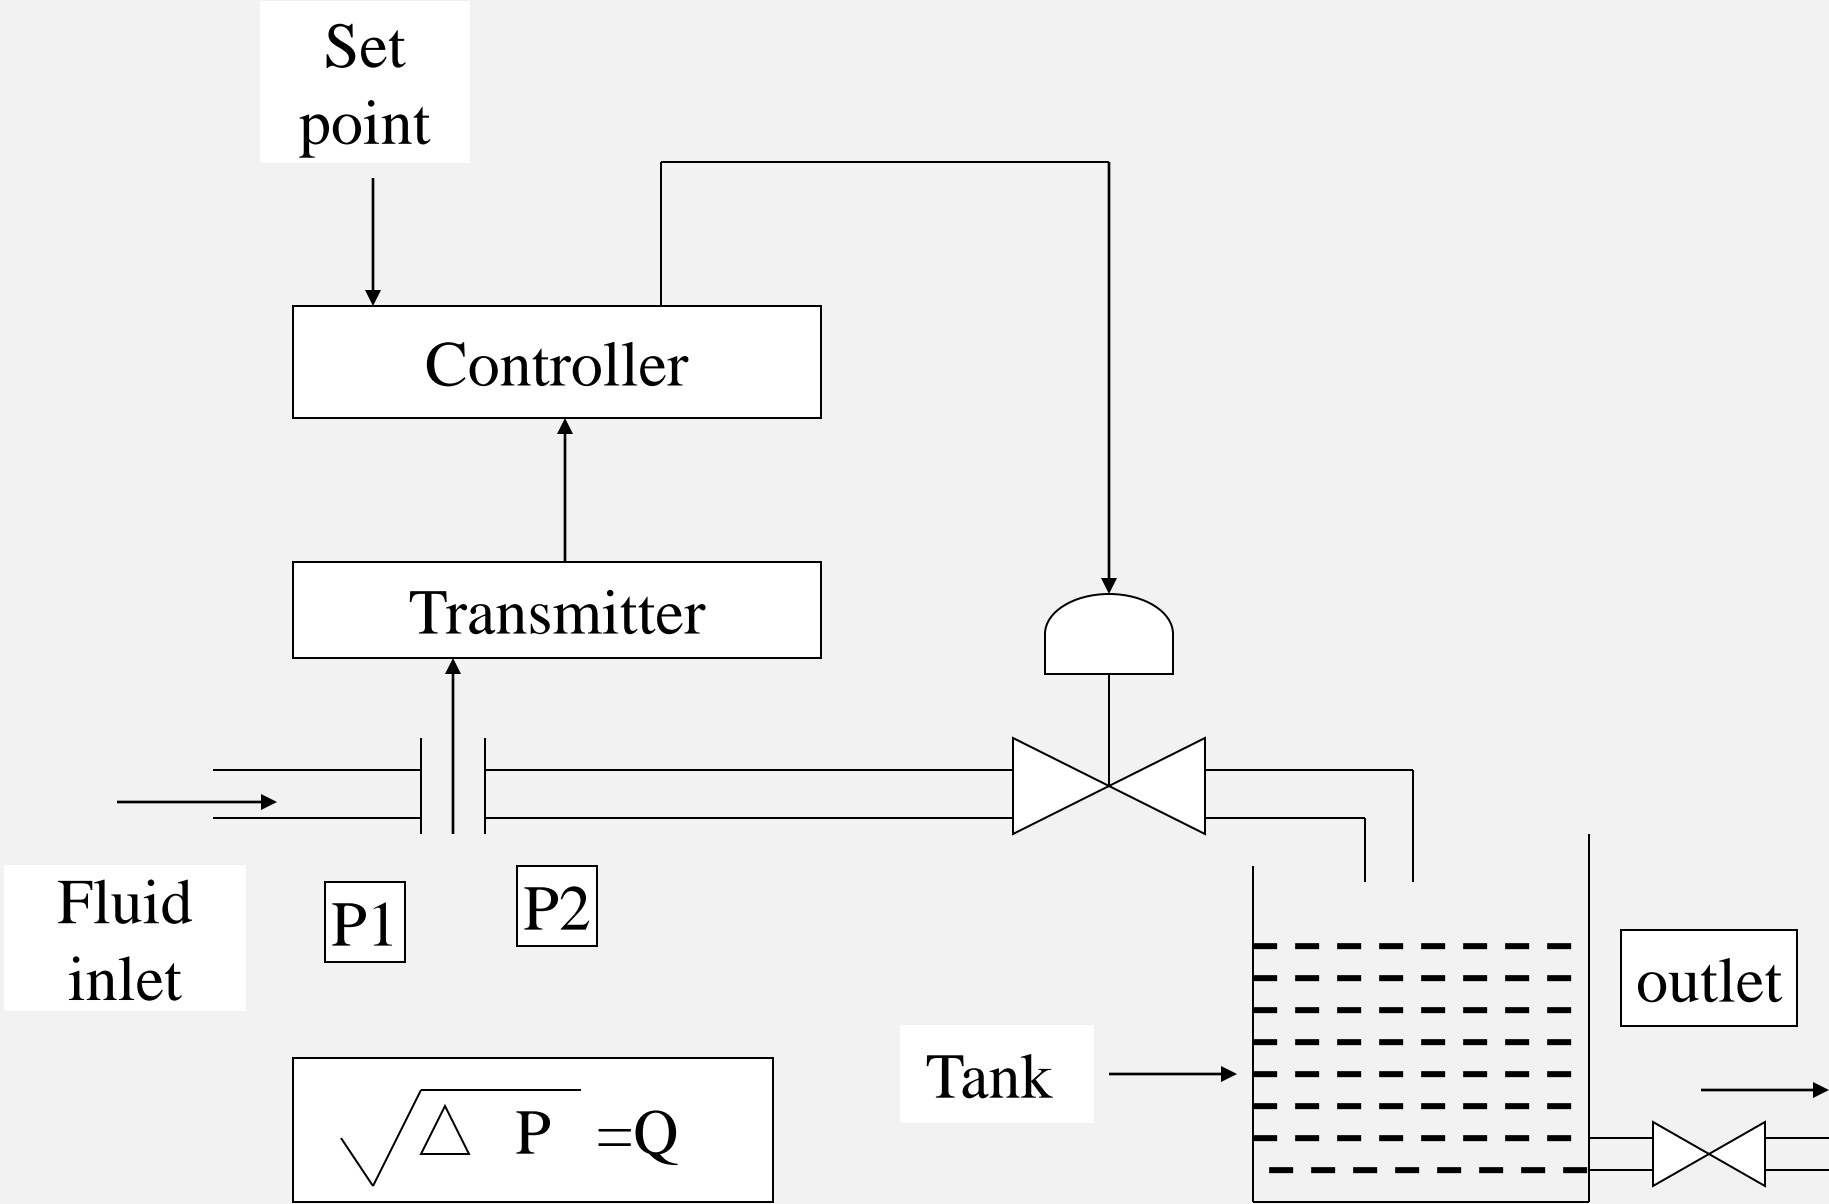 Set
point
Controller
Transmitter
Fluid
inlet
P1
P2
outlet
Tank
√△ P =Q